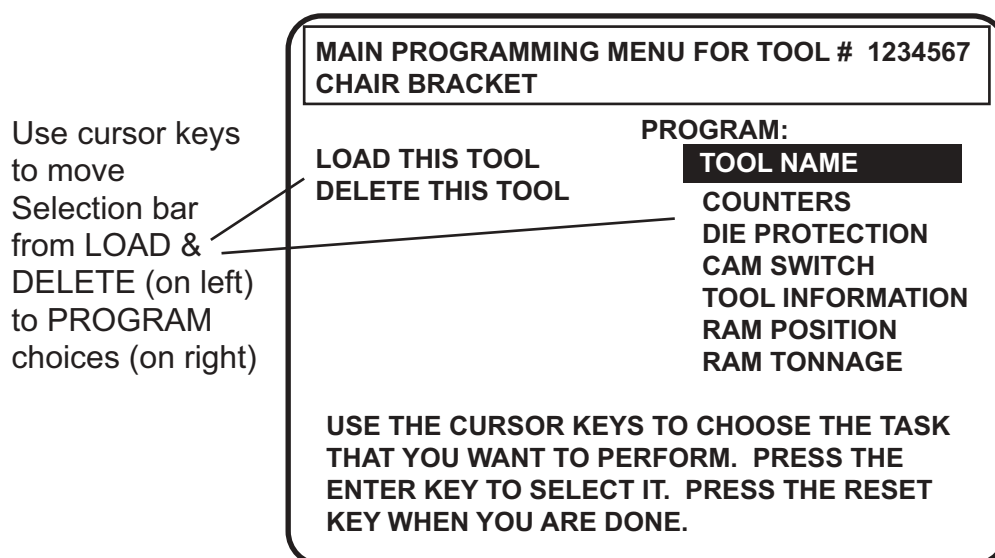 MAIN PROGRAMMING MENU FOR TOOL # 1234567
CHAIR BRACKET
Use cursor keys
to move
Selection bar
from LOAD &
DELETE (on left)
to PROGRAM
choices (on right)
LOAD THIS TOOL
DELETE THIS TOOL
PROGRAM:
TOOL NAME
COUNTERS
DIE PROTECTION
CAM SWITCH
TOOL INFORMATION
RAM POSITION
RAM TONNAGE
USE THE CURSOR KEYS TO CHOOSE THE TASK
THAT YOU WANT TO PERFORM. PRESS THE
ENTER KEY TO SELECT IT. PRESS THE RESET
KEY WHEN YOU ARE DONE.